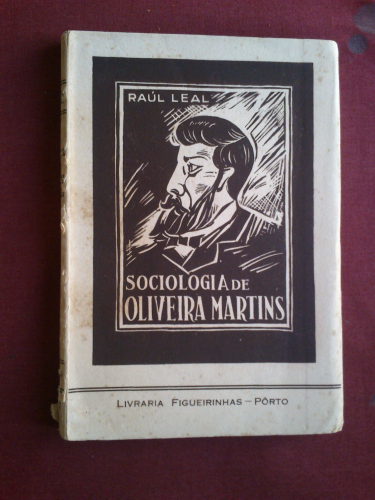 RAÚL LEAL
SOCIOLOGIA DE
OLIVEIRA MARTINS
LIVRARIA FIGUEIRINHAS — PÔRTO